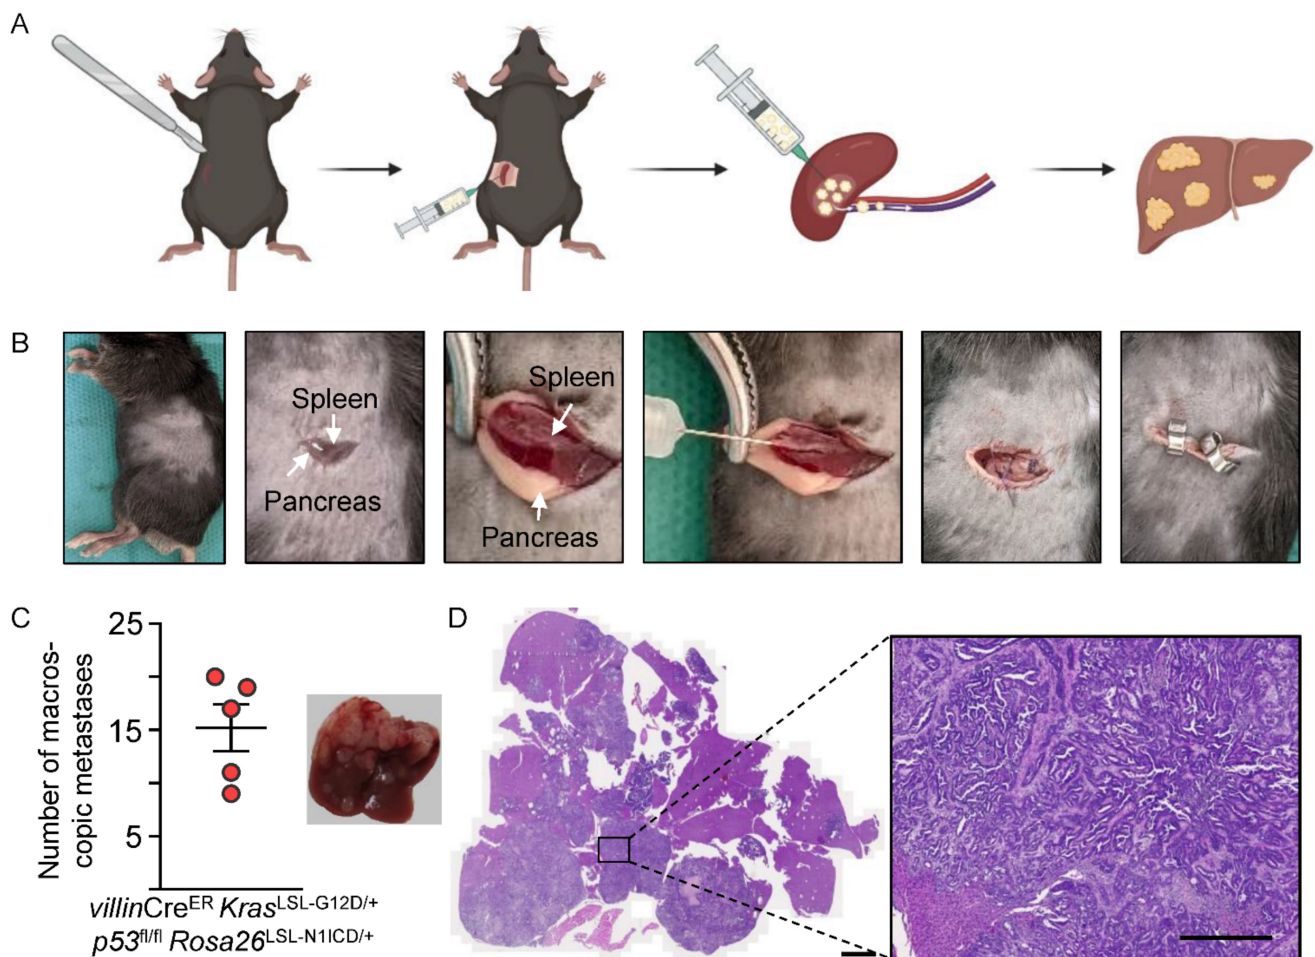 A
B
Spleen
Pancreas
Spleen
Pancreas
C
Number of macros-
copic metastases
25
15
5
villinCreER KrasLSL-G12D/+
p53fl/fl Rosa26LSL-N1ICD/+
D